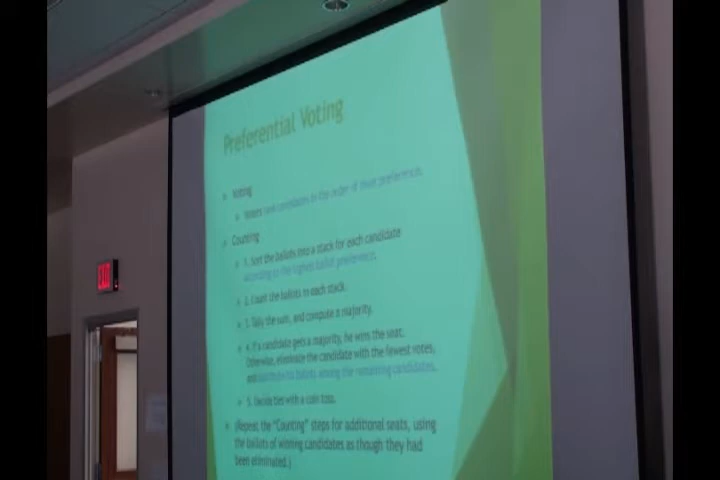 Preferential Voting
Voting
Voters rank candidates in the order of their preference.
Counting
1. Sort the ballots into a stack for each candidate
according to the highest ballot preference.
2. Count the ballots in each stack.
3. Tally the sum, and compute a majority.
4. If a candidate gets a majority, he wins the seat.
Otherwise, eliminate the candidate with the fewest votes,
and redistribute his ballots among the remaining candidates.
5. Decide ties with a coin toss.
(Repeat the "Counting" steps for additional seats, using
the ballots of winning candidates as though they had
been eliminated.)
EXIT